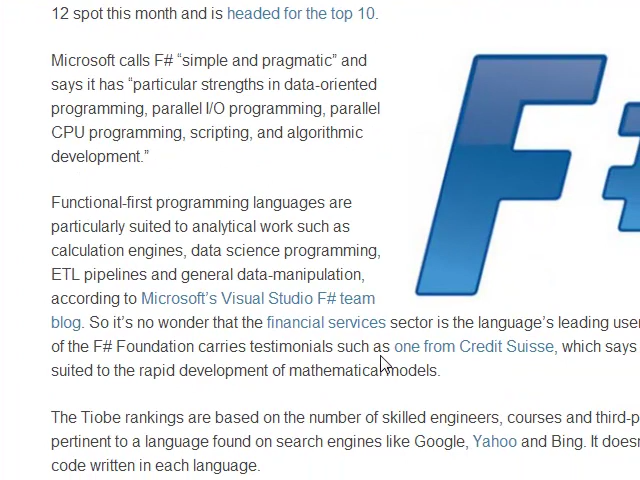 12 spot this month and is headed for the top 10.
Microsoft calls F# “simple and pragmatic” and
says it has “particular strengths in data-oriented
programming, parallel I/O programming, parallel
CPU programming, scripting, and algorithmic
development.”
F#
Functional-first programming languages are
particularly suited to analytical work such as
calculation engines, data science programming,
ETL pipelines and general data-manipulation,
according to Microsoft’s Visual Studio F# team
blog. So it’s no wonder that the financial services sector is the language’s leading user
of the F# Foundation carries testimonials such as one from Credit Suisse, which says
suited to the rapid development of mathematical models.
The Tiobe rankings are based on the number of skilled engineers, courses and third-p
pertinent to a language found on search engines like Google, Yahoo and Bing. It doesn
code written in each language.